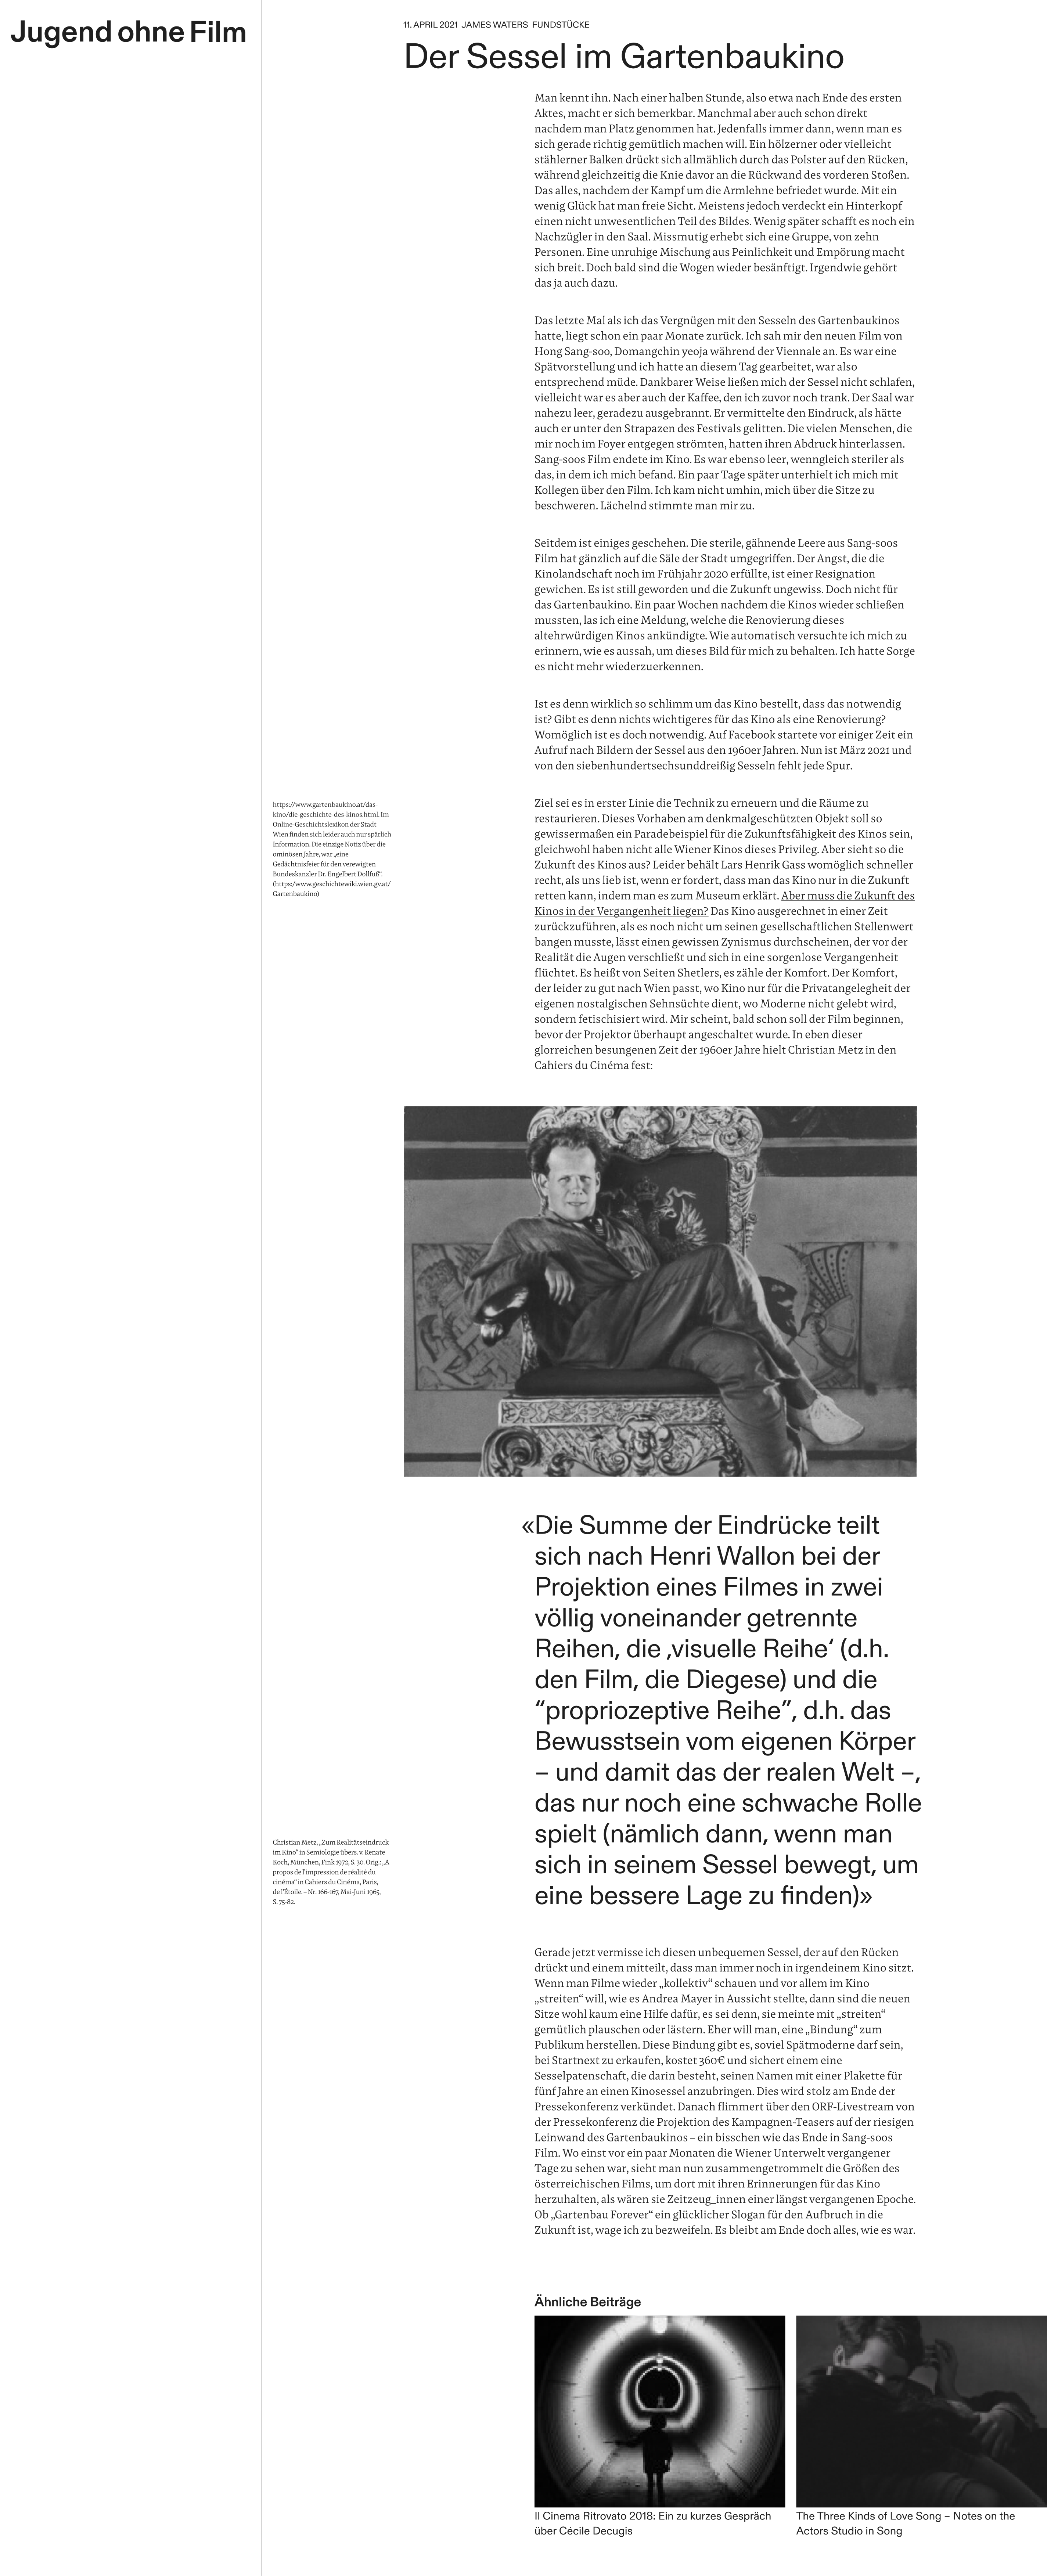 Jugend ohne Film
11. APRIL 2021 JAMES WATERS FUNDSTÜCKE
Der Sessel im Gartenbaukino
Man kennt ihn. Nach einer halben Stunde, also etwa nach Ende des ersten
Aktes, macht er sich bemerkbar. Manchmal aber auch schon direkt
nachdem man Platz genommen hat. Jedenfalls immer dann, wenn man es
sich gerade richtig gemütlich machen will. Ein hölzerner oder vielleicht
stählerner Balken drückt sich allmählich durch das Polster auf den Rücken,
während gleichzeitig die Knie davor an die Rückwand des vorderen Stoßen.
Das alles, nachdem der Kampf um die Armlehne befriedet wurde. Mit ein
wenig Glück hat man freie Sicht. Meistens jedoch verdeckt ein Hinterkopf
einen nicht unwesentlichen Teil des Bildes. Wenig später schafft es noch ein
Nachzügler in den Saal. Missmutig erhebt sich eine Gruppe, von zehn
Personen. Eine unruhige Mischung aus Peinlichkeit und Empörung macht
sich breit. Doch bald sind die Wogen wieder besänftigt. Irgendwie gehört
das ja auch dazu.
Das letzte Mal als ich das Vergnügen mit den Sesseln des Gartenbaukinos
hatte, liegt schon ein paar Monate zurück. Ich sah mir den neuen Film von
Hong Sang-soo, Domangchin yeoja während der Viennale an. Es war eine
Spätvorstellung und ich hatte an diesem Tag gearbeitet, war also
entsprechend müde. Dankbarer Weise ließen mich der Sessel nicht schlafen,
vielleicht war es aber auch der Kaffee, den ich zuvor noch trank. Der Saal war
nahezu leer, geradezu ausgebrannt. Er vermittelte den Eindruck, als hätte
auch er unter den Strapazen des Festivals gelitten. Die vielen Menschen, die
mir noch im Foyer entgegen strömten, hatten ihren Abdruck hinterlassen.
Sang-soos Film endete im Kino. Es war ebenso leer, wenngleich steriler als
das, in dem ich mich befand. Ein paar Tage später unterhielt ich mich mit
Kollegen über den Film. Ich kam nicht umhin, mich über die Sitze zu
beschweren. Lächelnd stimmte man mir zu.
Seitdem ist einiges geschehen. Die sterile, gähnende Leere aus Sang-soos
Film hat gänzlich auf die Säle der Stadt umgegriffen. Der Angst, die die
Kinolandschaft noch im Frühjahr 2020 erfüllte, ist einer Resignation
gewichen. Es ist still geworden und die Zukunft ungewiss. Doch nicht für
das Gartenbaukino. Ein paar Wochen nachdem die Kinos wieder schließen
mussten, las ich eine Meldung, welche die Renovierung dieses
altehrwürdigen Kinos ankündigte. Wie automatisch versuchte ich mich zu
erinnern, wie es aussah, um dieses Bild für mich zu behalten. Ich hatte Sorge
es nicht mehr wiederzuerkennen.
Ist es denn wirklich so schlimm um das Kino bestellt, dass das notwendig
ist? Gibt es denn nichts wichtigeres für das Kino als eine Renovierung?
Womöglich ist es doch notwendig. Auf Facebook startete vor einiger Zeit ein
Aufruf nach Bildern der Sessel aus den 1960er Jahren. Nun ist März 2021 und
von den siebenhundertsechsunddreißig Sesseln fehlt jede Spur.
https://www.gartenbaukino.at/das-
kino/die-geschichte-des-kinos.html. Im
Online-Geschichtslexikon der Stadt
Wien finden sich leider auch nur spärlich
Information. Die einzige Notiz über die
ominösen Jahre, war „eine
Gedächtnisfeier für den verewigten
Bundeskanzler Dr. Engelbert Dollfuß“.
(https:/www.geschichtewiki.wien.gv.at/
Gartenbaukino)
Ziel sei es in erster Linie die Technik zu erneuern und die Räume zu
restaurieren. Dieses Vorhaben am denkmalgeschützten Objekt soll so
gewissermaßen ein Paradebeispiel für die Zukunftsfähigkeit des Kinos sein,
gleichwohl haben nicht alle Wiener Kinos dieses Privileg. Aber sieht so die
Zukunft des Kinos aus? Leider behält Lars Henrik Gass womöglich schneller
recht, als uns lieb ist, wenn er fordert, dass man das Kino nur in die Zukunft
retten kann, indem man es zum Museum erklärt. Aber muss die Zukunft des
Kinos in der Vergangenheit liegen? Das Kino ausgerechnet in einer Zeit
zurückzuführen, als es noch nicht um seinen gesellschaftlichen Stellenwert
bangen musste, lässt einen gewissen Zynismus durchscheinen, der vor der
Realität die Augen verschließt und sich in eine sorgenlose Vergangenheit
flüchtet. Es heißt von Seiten Shetlers, es zähle der Komfort. Der Komfort,
der leider zu gut nach Wien passt, wo Kino nur für die Privatangelegheit der
eigenen nostalgischen Sehnsüchte dient, wo Moderne nicht gelebt wird,
sondern fetischisiert wird. Mir scheint, bald schon soll der Film beginnen,
bevor der Projektor überhaupt angeschaltet wurde. In eben dieser
glorreichen besungenen Zeit der 1960er Jahre hielt Christian Metz in den
Cahiers du Cinéma fest:
«Die Summe der Eindrücke teilt
sich nach Henri Wallon bei der
Projektion eines Filmes in zwei
völlig voneinander getrennte
Reihen, die ‚visuelle Reihe‘ (d.h.
den Film, die Diegese) und die
“propriozeptive Reihe”, d.h. das
Bewusstsein vom eigenen Körper
– und damit das der realen Welt –,
das nur noch eine schwache Rolle
spielt (nämlich dann, wenn man
sich in seinem Sessel bewegt, um
eine bessere Lage zu finden)»
Christian Metz, „Zum Realitätseindruck
im Kino“ in Semiologie übers. v. Renate
Koch, München, Fink 1972, S. 30. Orig.: „A
propos de l’impression de réalité du
cinéma“ in Cahiers du Cinéma, Paris,
de l’Étoile. – Nr. 166-167, Mai-Juni 1965,
S. 75-82.
Gerade jetzt vermisse ich diesen unbequemen Sessel, der auf den Rücken
drückt und einem mitteilt, dass man immer noch in irgendeinem Kino sitzt.
Wenn man Filme wieder „kollektiv“ schauen und vor allem im Kino
„streiten“ will, wie es Andrea Mayer in Aussicht stellte, dann sind die neuen
Sitze wohl kaum eine Hilfe dafür, es sei denn, sie meinte mit „streiten“
gemütlich plauschen oder lästern. Eher will man, eine „Bindung“ zum
Publikum herstellen. Diese Bindung gibt es, soviel Spätmoderne darf sein,
bei Startnext zu erkaufen, kostet 360€ und sichert einem eine
Sesselpatenschaft, die darin besteht, seinen Namen mit einer Plakette für
fünf Jahre an einen Kinosessel anzubringen. Dies wird stolz am Ende der
Pressekonferenz verkündet. Danach flimmert über den ORF-Livestream von
der Pressekonferenz die Projektion des Kampagnen-Teasers auf der riesigen
Leinwand des Gartenbaukinos – ein bisschen wie das Ende in Sang-soos
Film. Wo einst vor ein paar Monaten die Wiener Unterwelt vergangener
Tage zu sehen war, sieht man nun zusammengetrommelt die Größen des
österreichischen Films, um dort mit ihren Erinnerungen für das Kino
herzuhalten, als wären sie Zeitzeug_innen einer längst vergangenen Epoche.
Ob „Gartenbau Forever“ ein glücklicher Slogan für den Aufbruch in die
Zukunft ist, wage ich zu bezweifeln. Es bleibt am Ende doch alles, wie es war.
Ähnliche Beiträge
Il Cinema Ritrovato 2018: Ein zu kurzes Gespräch
über Cécile Decugis
The Three Kinds of Love Song – Notes on the
Actors Studio in Song